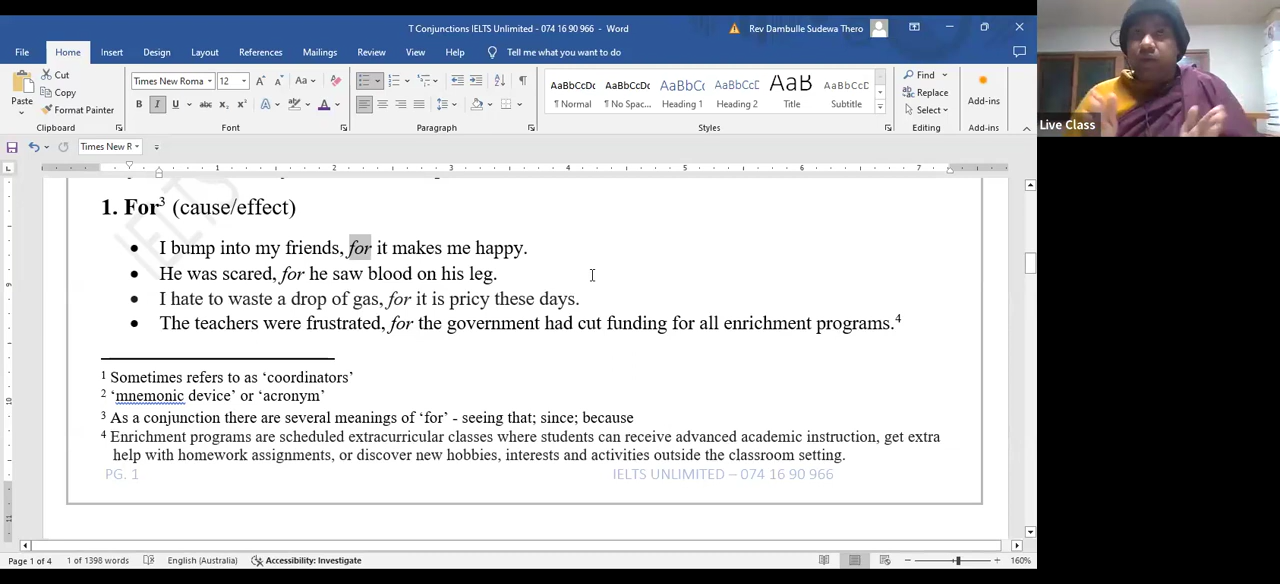 T Conjunctions IELTS Unlimited - 074 16 90 966 - Word
Rev Dambulle Sudewa Thero
File Home Insert Design Layout References Mailings Review View Help Tell me what you want to do
Paste
Cut
Copy
Format Painter
Clipboard
Times New Roma 12
Font
Paragraph
AaBbCcDc AaBbCcDc AaBbCc AaBbCcD AaB AaBbCcD
¶ Normal ¶ No Spac... Heading 1 Heading 2 Title Subtitle
Styles
Find
Replace
Select
Editing
Add-ins
Add-ins
Live Class
Times New R
1 2 3 4 5 6 7
IELTS
1. For³ (cause/effect)
• I bump into my friends, for it makes me happy.
• He was scared, for he saw blood on his leg.
• I hate to waste a drop of gas, for it is pricy these days.
• The teachers were frustrated, for the government had cut funding for all enrichment programs.⁴
¹ Sometimes refers to as ‘coordinators’
² ‘mnemonic device’ or ‘acronym’
³ As a conjunction there are several meanings of ‘for’ - seeing that; since; because
⁴ Enrichment programs are scheduled extracurricular classes where students can receive advanced academic instruction, get extra
help with homework assignments, or discover new hobbies, interests and activities outside the classroom setting.
PG. 1 IELTS UNLIMITED – 074 16 90 966
Page 1 of 4 1 of 1398 words English (Australia) Accessibility: Investigate 160%